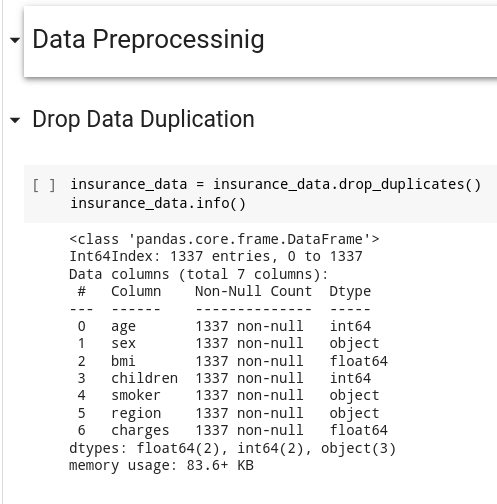 Data Preprocessinig
Drop Data Duplication
[ ] insurance_data = insurance_data.drop_duplicates()
insurance_data.info()
<class 'pandas.core.frame.DataFrame'>
Int64Index: 1337 entries, 0 to 1337
Data columns (total 7 columns):
 #   Column    Non-Null Count  Dtype
---  ------    --------------  -----
 0   age       1337 non-null   int64
 1   sex       1337 non-null   object
 2   bmi       1337 non-null   float64
 3   children  1337 non-null   int64
 4   smoker    1337 non-null   object
 5   region    1337 non-null   object
 6   charges   1337 non-null   float64
dtypes: float64(2), int64(2), object(3)
memory usage: 83.6+ KB